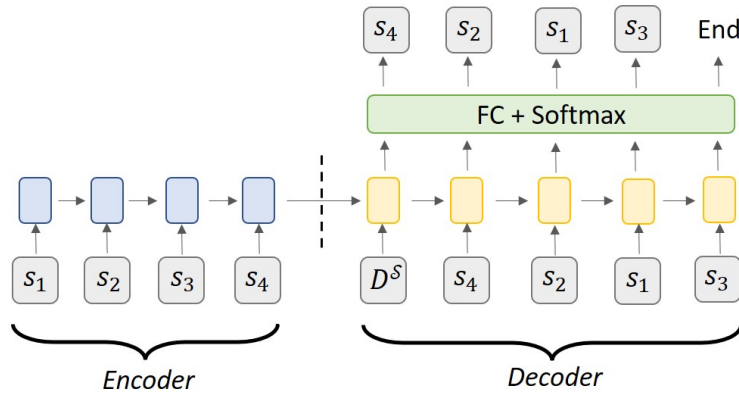 s₄ s₂ s₁ s₃ End
FC + Softmax
s₁ s₂ s₃ s₄ D^𝒮 s₄ s₂ s₁ s₃
Encoder Decoder